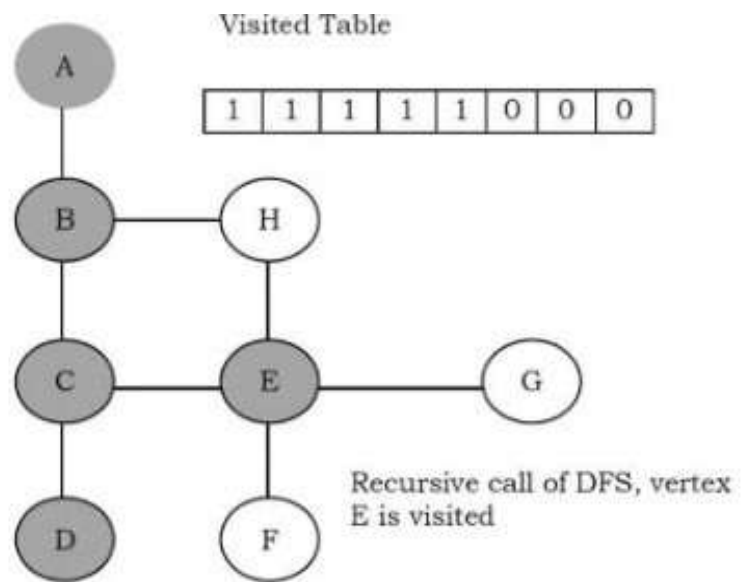 Visited Table
A
1 1 1 1 1 0 0 0
B H
C E G
Recursive call of DFS, vertex
E is visited
D F